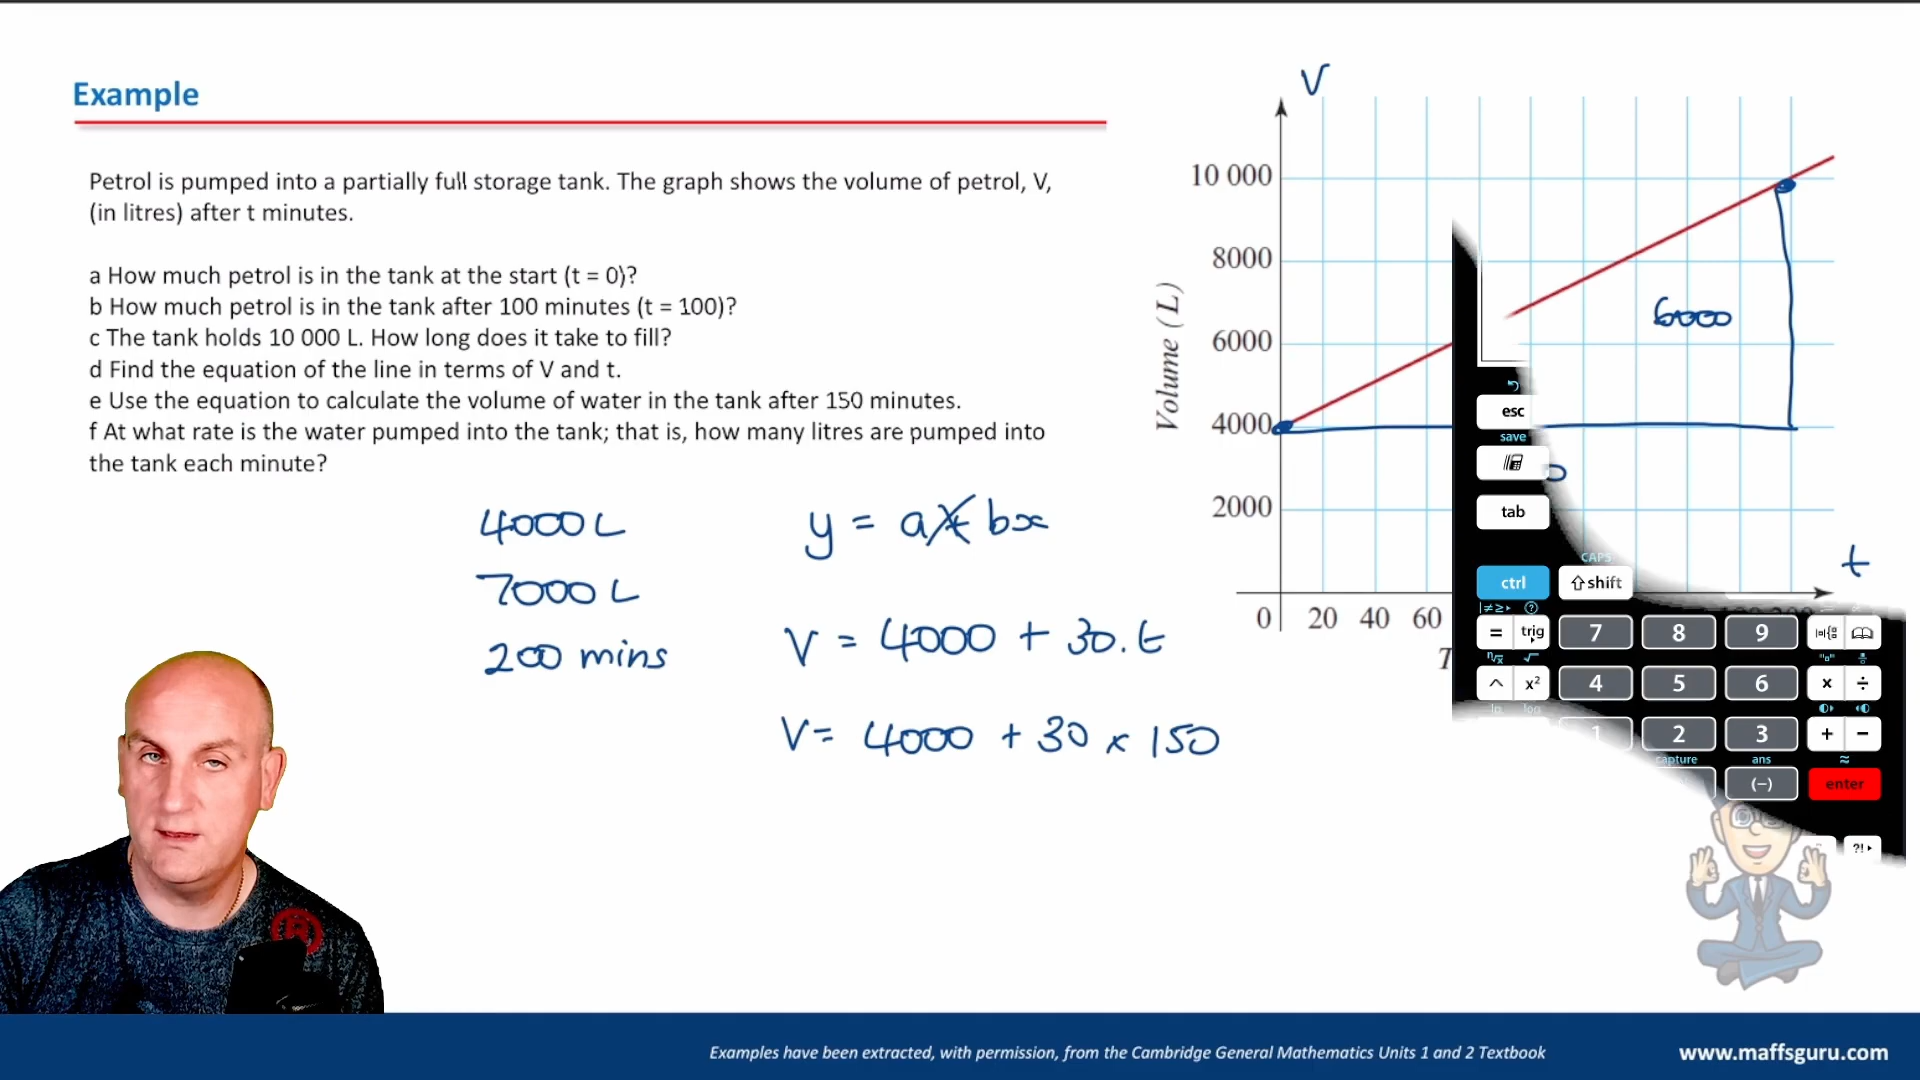 Example
Petrol is pumped into a partially full storage tank. The graph shows the volume of petrol, V,
(in litres) after t minutes.
a How much petrol is in the tank at the start (t = 0)?
b How much petrol is in the tank after 100 minutes (t = 100)?
c The tank holds 10 000 L. How long does it take to fill?
d Find the equation of the line in terms of V and t.
e Use the equation to calculate the volume of water in the tank after 150 minutes.
f At what rate is the water pumped into the tank; that is, how many litres are pumped into
the tank each minute?
4000 L
7000 L
200 mins
y = a + bx
V = 4000 + 30.t
V = 4000 + 30 × 150
V
10 000
8000
6000
4000
2000
0 20 40 60
Volume (L)
6000
t
T
esc
save
tab
CAPS
ctrl
⇧shift
= trig 7 8 9
^ x² 4 5 6 × ÷
1 2 3 + −
capture ans
(−) enter
?!▸
Examples have been extracted, with permission, from the Cambridge General Mathematics Units 1 and 2 Textbook
www.maffsguru.com